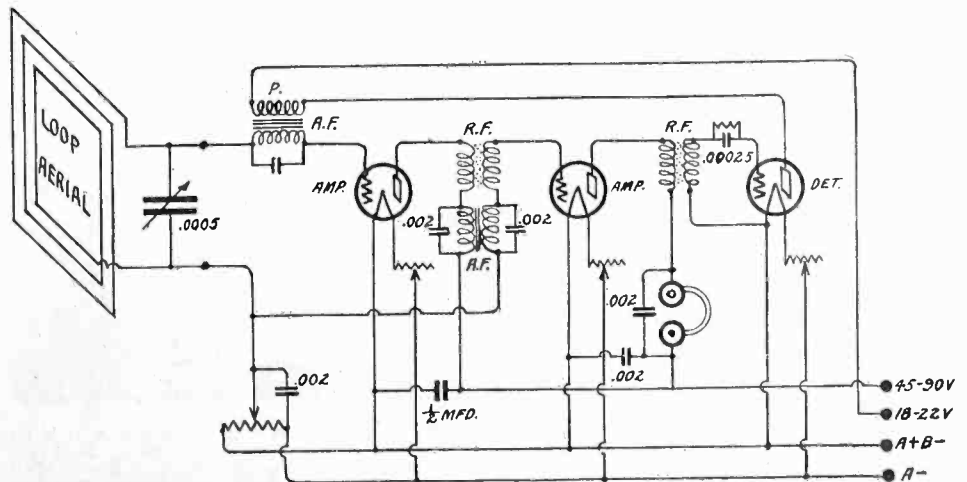 LOOP
AERIAL
.0005
P.
A.F.
AMP.
R.F.
.002
.002
A.F.
AMP.
R.F.
.00025
DET.
.002
.002
.002
½ MFD.
45-90V
18-22V
A+B-
A-